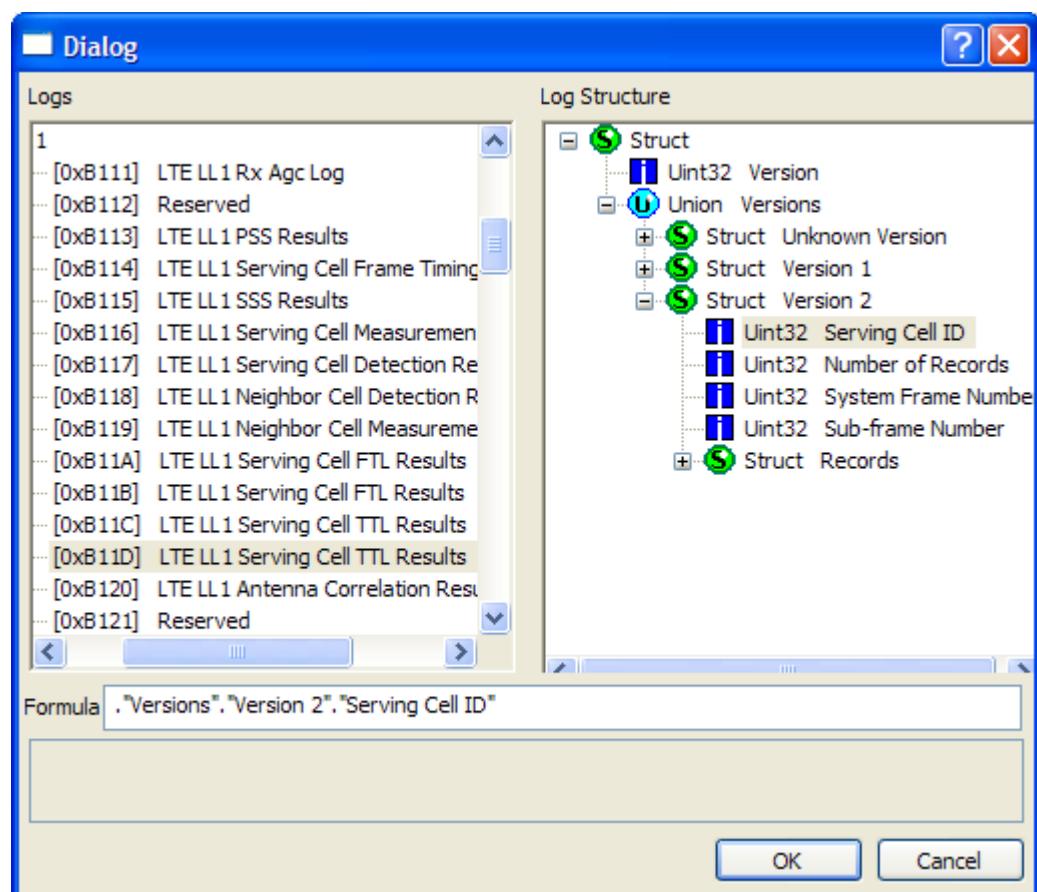 Dialog
Logs
1
[0xB111] LTE LL1 Rx Agc Log
[0xB112] Reserved
[0xB113] LTE LL1 PSS Results
[0xB114] LTE LL1 Serving Cell Frame Timing
[0xB115] LTE LL1 SSS Results
[0xB116] LTE LL1 Serving Cell Measuremen
[0xB117] LTE LL1 Serving Cell Detection Re
[0xB118] LTE LL1 Neighbor Cell Detection R
[0xB119] LTE LL1 Neighbor Cell Measureme
[0xB11A] LTE LL1 Serving Cell FTL Results
[0xB11B] LTE LL1 Serving Cell FTL Results
[0xB11C] LTE LL1 Serving Cell TTL Results
[0xB11D] LTE LL1 Serving Cell TTL Results
[0xB120] LTE LL1 Antenna Correlation Resu
[0xB121] Reserved
Log Structure
S Struct
i Uint32 Version
U Union Versions
S Struct Unknown Version
S Struct Version 1
S Struct Version 2
i Uint32 Serving Cell ID
i Uint32 Number of Records
i Uint32 System Frame Numbe
i Uint32 Sub-frame Number
S Struct Records
Formula ."Versions"."Version 2"."Serving Cell ID"
OK Cancel